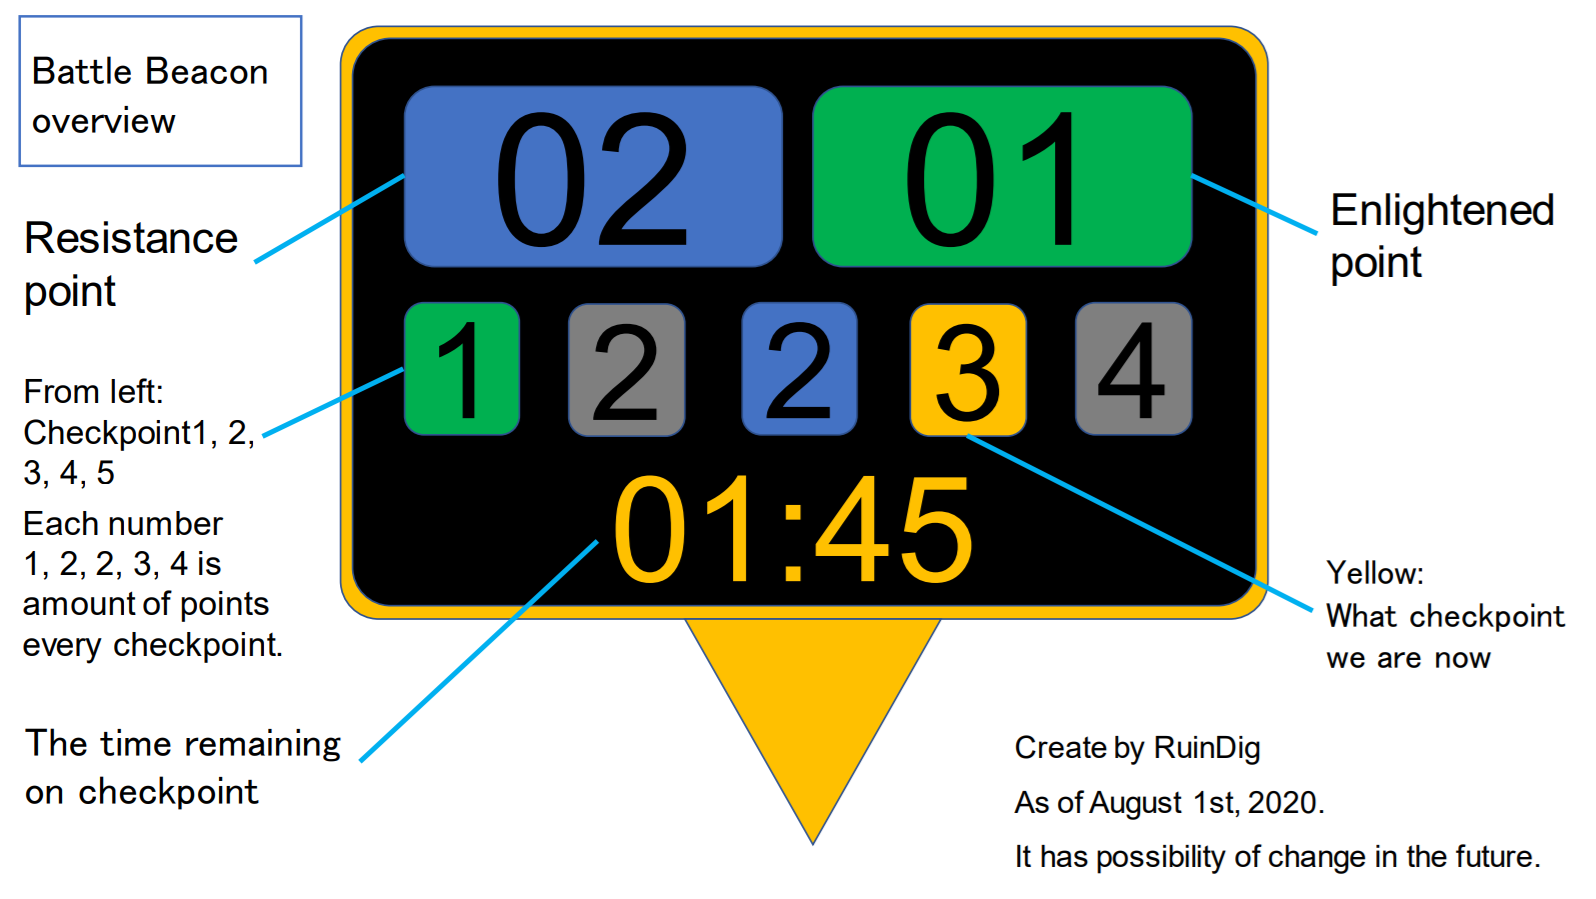 Battle Beacon
overview
Resistance
point
02
01
Enlightened
point
1 2 2 3 4
From left:
Checkpoint1, 2,
3, 4, 5
Each number
1, 2, 2, 3, 4 is
amount of points
every checkpoint.
01:45
Yellow:
What checkpoint
we are now
The time remaining
on checkpoint
Create by RuinDig
As of August 1st, 2020.
It has possibility of change in the future.